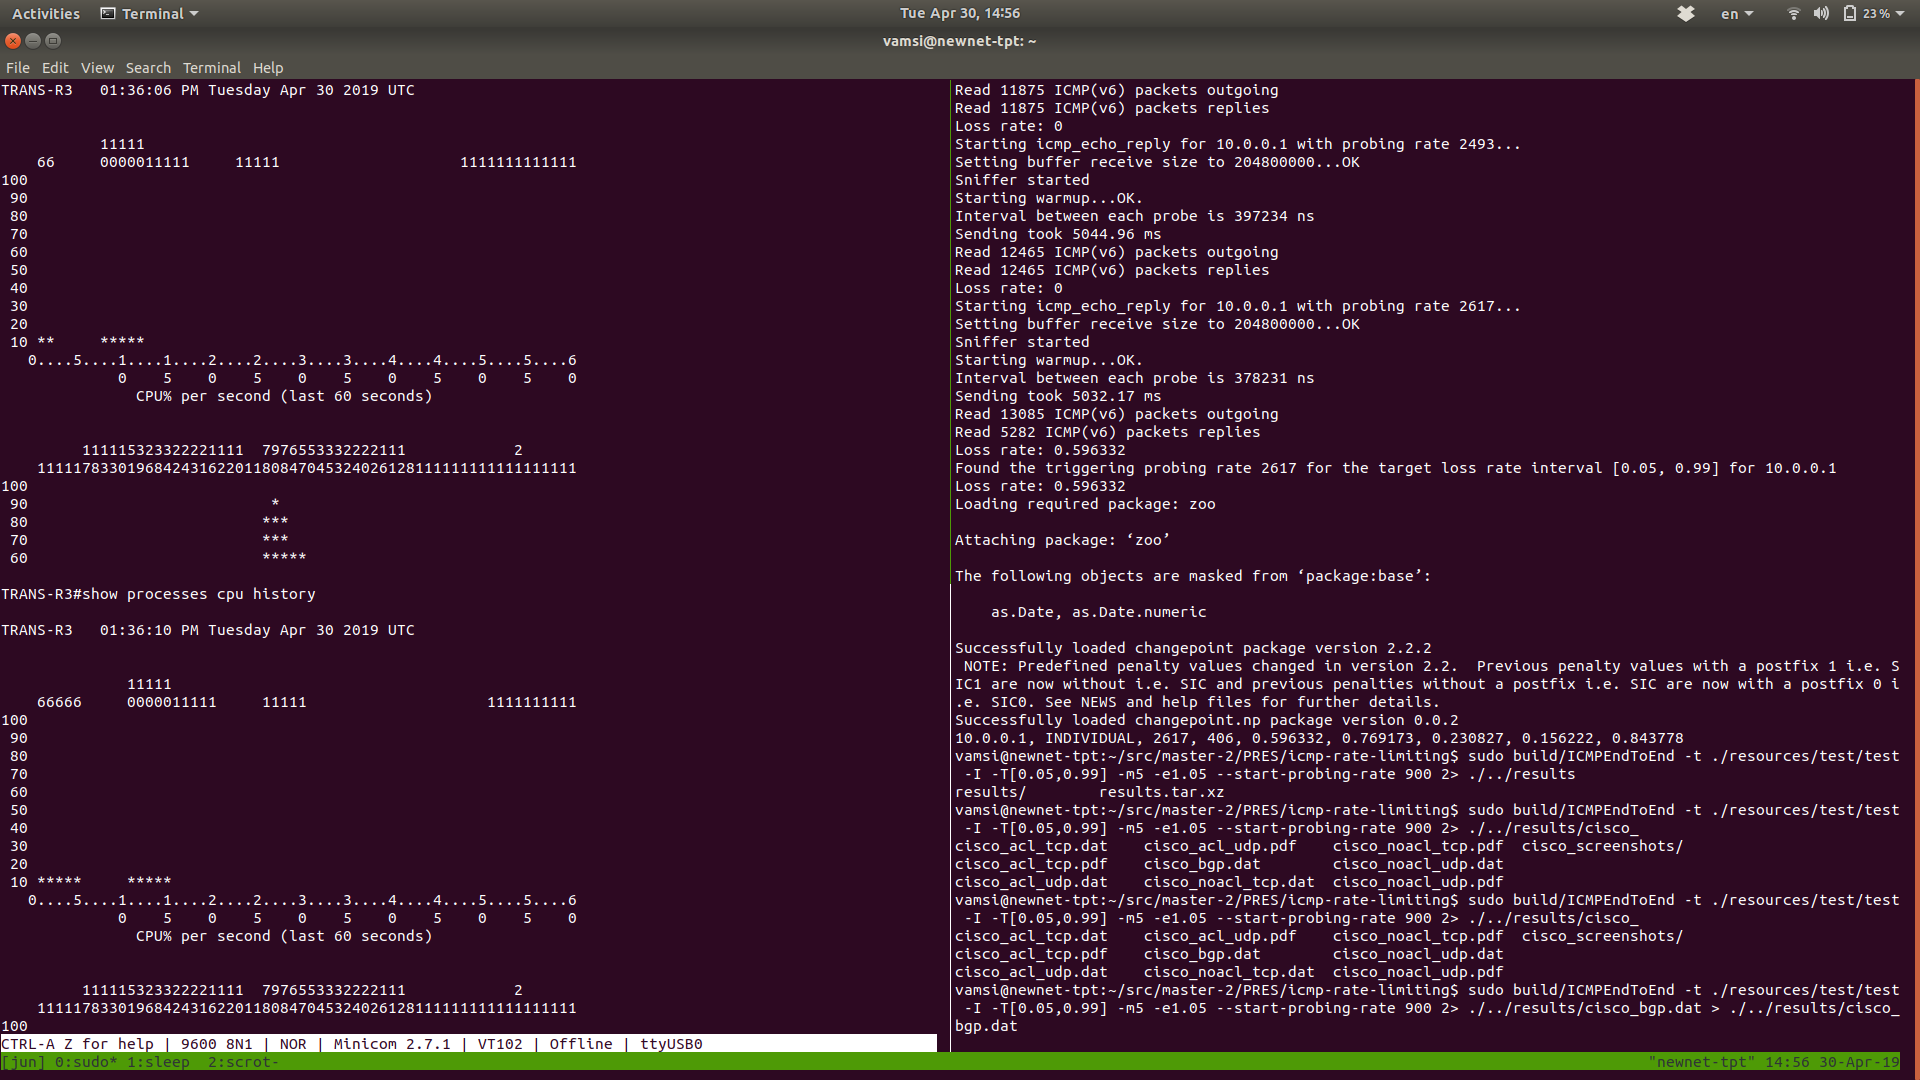 Activities Terminal Tue Apr 30, 14:56 en 23 %
vamsi@newnet-tpt: ~
File Edit View Search Terminal Help
TRANS-R3   01:36:06 PM Tuesday Apr 30 2019 UTC
           11111
    66     0000011111     11111                    1111111111111
100
 90
 80
 70
 60
 50
 40
 30
 20
 10 **     *****
   0....5....1....1....2....2....3....3....4....4....5....5....6
             0    5    0    5    0    5    0    5    0    5    0
               CPU% per second (last 60 seconds)
         111115323322221111  7976553332222111            2
    111117833019684243162201180847045324026128111111111111111111
100
 90                           *
 80                          ***
 70                          ***
 60                          *****
TRANS-R3#show processes cpu history
TRANS-R3   01:36:10 PM Tuesday Apr 30 2019 UTC
              11111
    66666     0000011111     11111                    1111111111
100
 90
 80
 70
 60
 50
 40
 30
 20
 10 *****     *****
   0....5....1....1....2....2....3....3....4....4....5....5....6
             0    5    0    5    0    5    0    5    0    5    0
               CPU% per second (last 60 seconds)
         111115323322221111  7976553332222111            2
    111117833019684243162201180847045324026128111111111111111111
100
CTRL-A Z for help | 9600 8N1 | NOR | Minicom 2.7.1 | VT102 | Offline | ttyUSB0
Read 11875 ICMP(v6) packets outgoing
Read 11875 ICMP(v6) packets replies
Loss rate: 0
Starting icmp_echo_reply for 10.0.0.1 with probing rate 2493...
Setting buffer receive size to 204800000...OK
Sniffer started
Starting warmup...OK.
Interval between each probe is 397234 ns
Sending took 5044.96 ms
Read 12465 ICMP(v6) packets outgoing
Read 12465 ICMP(v6) packets replies
Loss rate: 0
Starting icmp_echo_reply for 10.0.0.1 with probing rate 2617...
Setting buffer receive size to 204800000...OK
Sniffer started
Starting warmup...OK.
Interval between each probe is 378231 ns
Sending took 5032.17 ms
Read 13085 ICMP(v6) packets outgoing
Read 5282 ICMP(v6) packets replies
Loss rate: 0.596332
Found the triggering probing rate 2617 for the target loss rate interval [0.05, 0.99] for 10.0.0.1
Loss rate: 0.596332
Loading required package: zoo
Attaching package: ‘zoo’
The following objects are masked from ‘package:base’:
    as.Date, as.Date.numeric
Successfully loaded changepoint package version 2.2.2
 NOTE: Predefined penalty values changed in version 2.2.  Previous penalty values with a postfix 1 i.e. S
IC1 are now without i.e. SIC and previous penalties without a postfix i.e. SIC are now with a postfix 0 i
.e. SIC0. See NEWS and help files for further details.
Successfully loaded changepoint.np package version 0.0.2
10.0.0.1, INDIVIDUAL, 2617, 406, 0.596332, 0.769173, 0.230827, 0.156222, 0.843778
vamsi@newnet-tpt:~/src/master-2/PRES/icmp-rate-limiting$ sudo build/ICMPEndToEnd -t ./resources/test/test
 -I -T[0.05,0.99] -m5 -e1.05 --start-probing-rate 900 2> ./../results
results/        results.tar.xz
vamsi@newnet-tpt:~/src/master-2/PRES/icmp-rate-limiting$ sudo build/ICMPEndToEnd -t ./resources/test/test
 -I -T[0.05,0.99] -m5 -e1.05 --start-probing-rate 900 2> ./../results/cisco_
cisco_acl_tcp.dat    cisco_acl_udp.pdf    cisco_noacl_tcp.pdf  cisco_screenshots/
cisco_acl_tcp.pdf    cisco_bgp.dat        cisco_noacl_udp.dat
cisco_acl_udp.dat    cisco_noacl_tcp.dat  cisco_noacl_udp.pdf
vamsi@newnet-tpt:~/src/master-2/PRES/icmp-rate-limiting$ sudo build/ICMPEndToEnd -t ./resources/test/test
 -I -T[0.05,0.99] -m5 -e1.05 --start-probing-rate 900 2> ./../results/cisco_
cisco_acl_tcp.dat    cisco_acl_udp.pdf    cisco_noacl_tcp.pdf  cisco_screenshots/
cisco_acl_tcp.pdf    cisco_bgp.dat        cisco_noacl_udp.dat
cisco_acl_udp.dat    cisco_noacl_tcp.dat  cisco_noacl_udp.pdf
vamsi@newnet-tpt:~/src/master-2/PRES/icmp-rate-limiting$ sudo build/ICMPEndToEnd -t ./resources/test/test
 -I -T[0.05,0.99] -m5 -e1.05 --start-probing-rate 900 2> ./../results/cisco_bgp.dat > ./../results/cisco_
bgp.dat
[jun] 0:sudo* 1:sleep  2:scrot- "newnet-tpt" 14:56 30-Apr-19